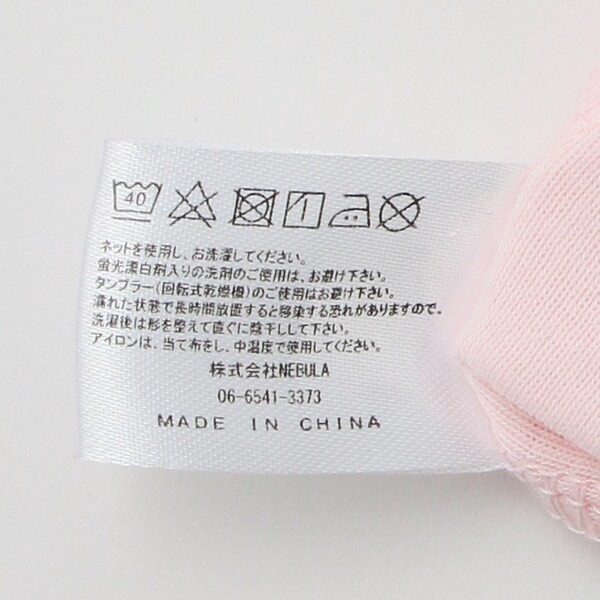 40
ネットを使用し、お洗濯してください。
蛍光漂白剤入りの洗剤のご使用は、お避け下さい。
タンブラー(回転式乾燥機)のご使用はお避け下さい。
濡れた状態で長時間放置すると感染する恐れがありますので、
洗濯後は形を整えて直ぐに陰干しして下さい。
アイロンは、当て布をし、中温度で使用してください。
株式会社NEBULA
06-6541-3373
MADE IN CHINA